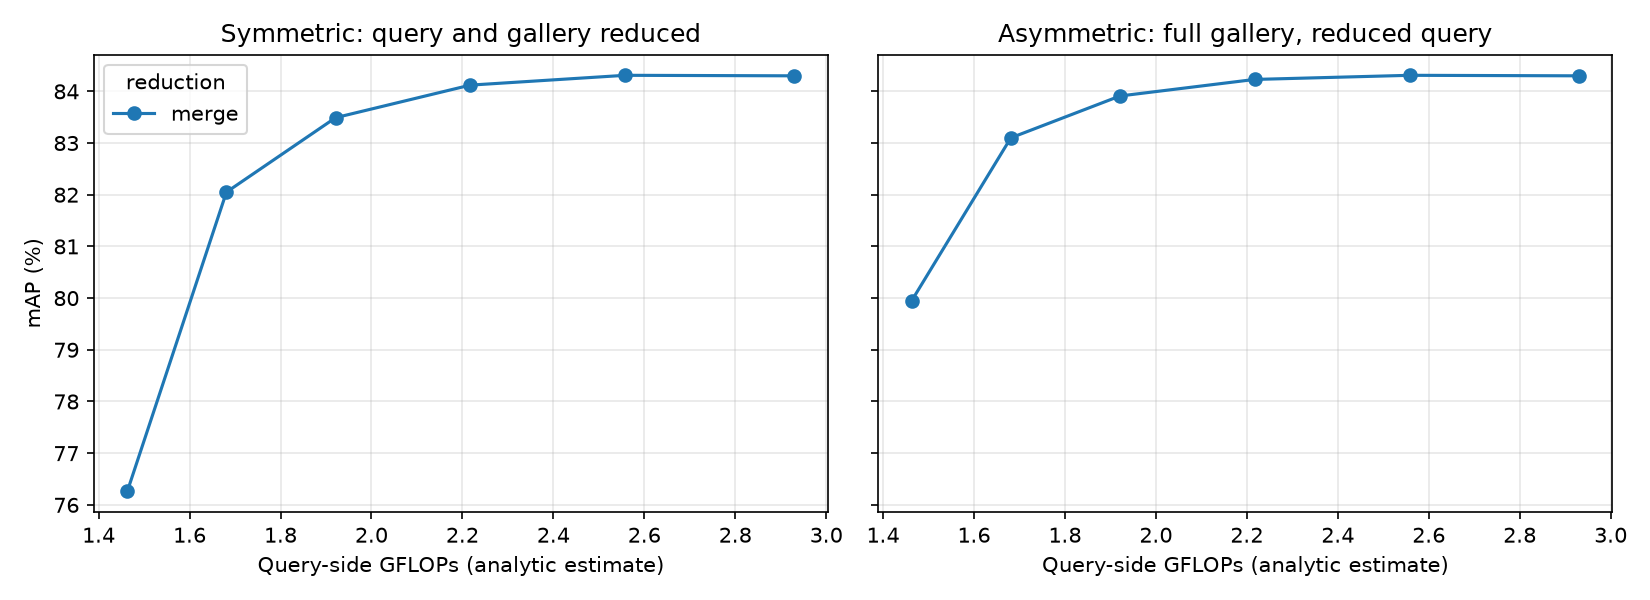 Symmetric: query and gallery reduced
reduction
merge
mAP (%)
84
83
82
81
80
79
78
77
76
1.4 1.6 1.8 2.0 2.2 2.4 2.6 2.8 3.0
Query-side GFLOPs (analytic estimate)
Asymmetric: full gallery, reduced query
1.4 1.6 1.8 2.0 2.2 2.4 2.6 2.8 3.0
Query-side GFLOPs (analytic estimate)